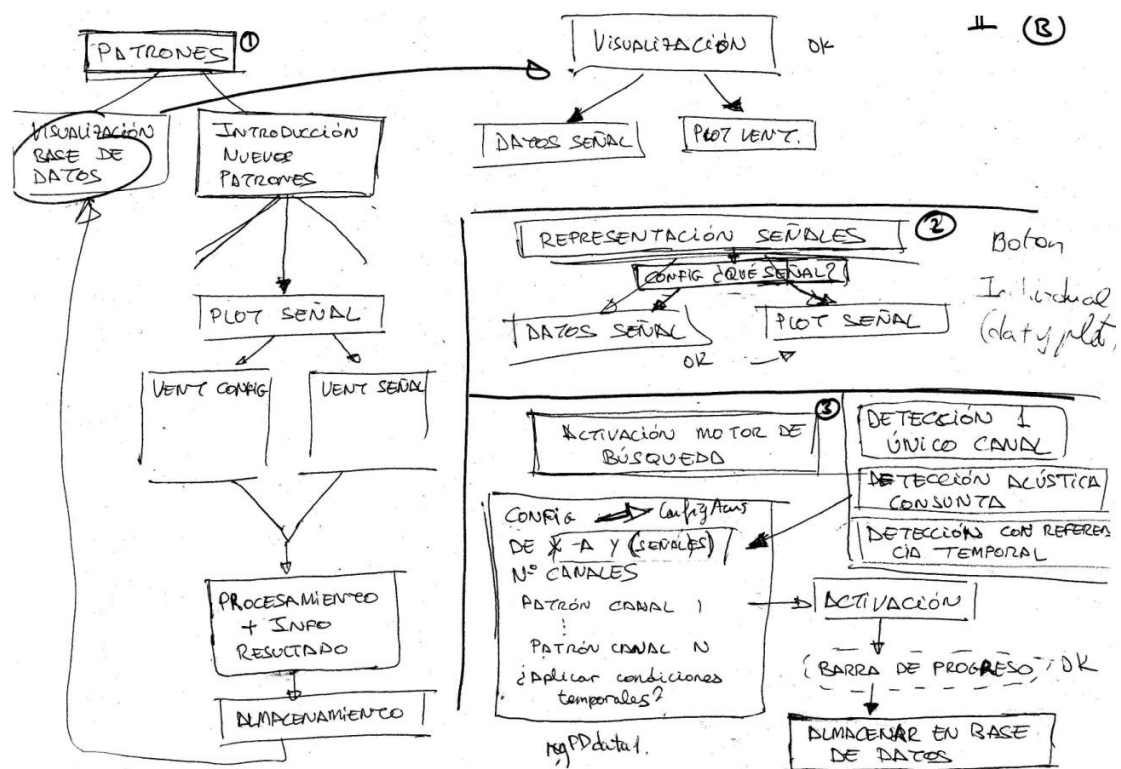 PATRONES ①
VISUALIZACIÓN
BASE DE
DATOS
INTRODUCCIÓN
NUEVOS
PATRONES
PLOT SEÑAL
VENT CONFIG
VENT SEÑAL
PROCESAMIENTO
+ INFO
RESULTADO
ALMACENAMIENTO
VISUALIZACIÓN OK
II B
DATOS SEÑAL
PLOT VENT.
REPRESENTACIÓN SEÑALES ②
CONFIG ¿QUÉ SEÑAL?
DATOS SEÑAL
PLOT SEÑAL
OK
Boton
Individual
ACTIVACIÓN MOTOR DE ③
BÚSQUEDA
DETECCIÓN 1
ÚNICO CANAL
DETECCIÓN ACÚSTICA
CONJUNTA
DETECCIÓN CON REFEREN
CIA TEMPORAL
CONFIG
DE X-A Y (SEÑALES)
Nº CANALES
PATRÓN CANAL 1
⋮
PATRÓN CANAL N
¿Aplicar condiciones
temporales?
ACTIVACIÓN
BARRA DE PROGRESO OK
ALMACENAR EN BASE
DE DATOS